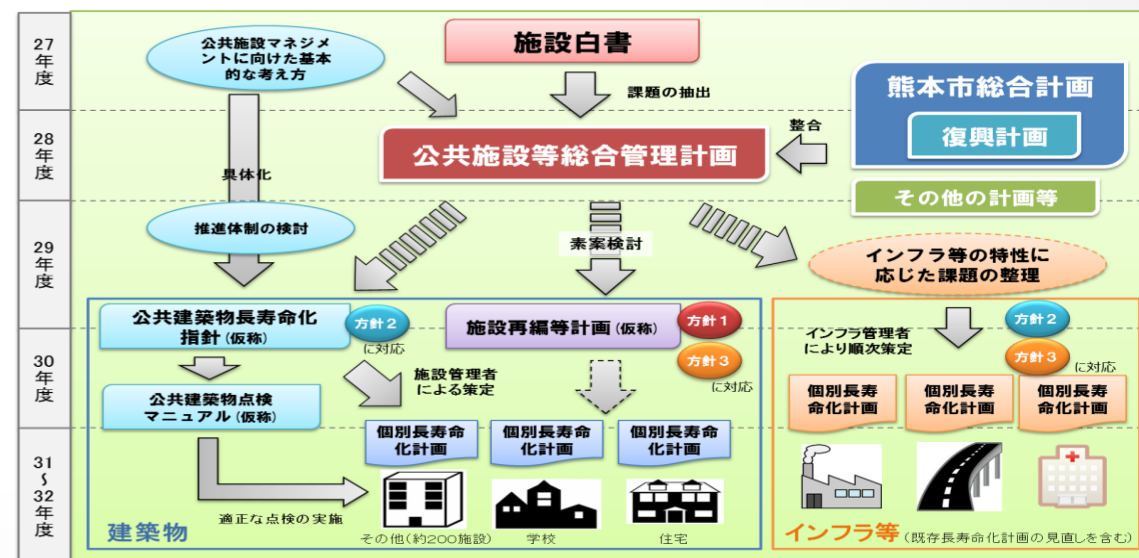 27
年
度
公共施設マネジメ
ントに向けた基本
的な考え方
施設白書
課題の抽出
熊本市総合計画
復興計画
28
年
度
公共施設等総合管理計画
整合
具体化
その他の計画等
29
年
度
推進体制の検討
素案検討
インフラ等の特性に
応じた課題の整理
公共建築物長寿命化
指針(仮称)
方針2
に対応
施設再編等計画(仮称)
方針1
方針3
に対応
インフラ管理者
により順次策定
方針2
方針3
に対応
30
年
度
施設管理者
による策定
公共建築物点検
マニュアル(仮称)
個別長寿
命化計画
個別長寿
命化計画
個別長寿
命化計画
31
~
32
年度
個別長寿命
化計画
個別長寿命
化計画
個別長寿命
化計画
適正な点検の実施
建築物
その他(約200施設)
学校
住宅
インフラ等(既存長寿命化計画の見直しを含む)